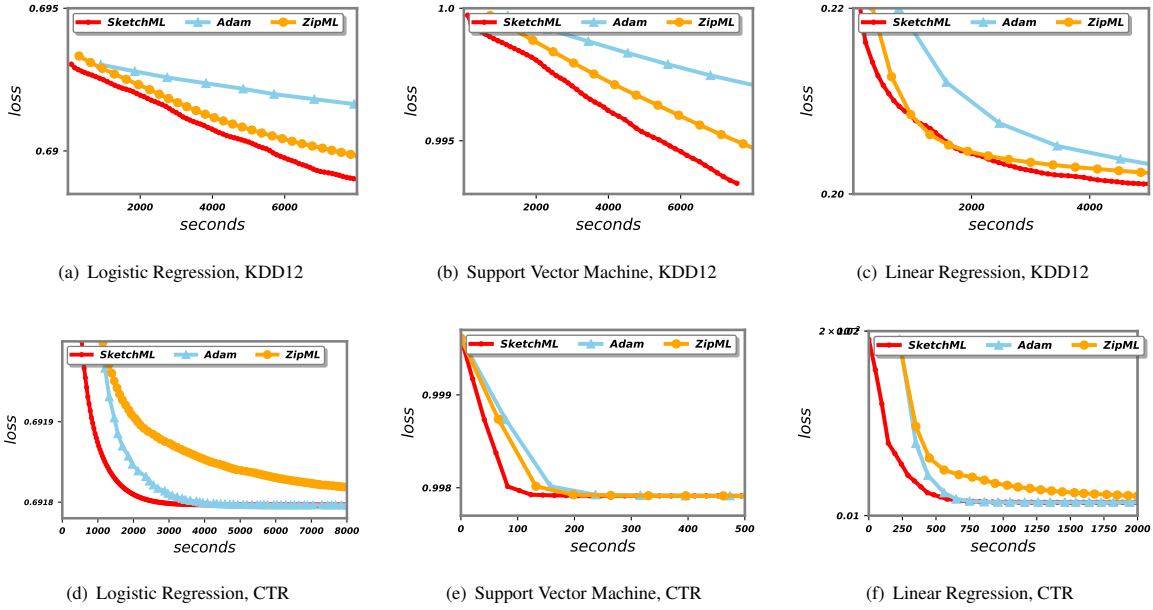 0.695
SketchML Adam ZipML
loss
0.69
2000 4000 6000
seconds
(a) Logistic Regression, KDD12
1.0
SketchML Adam ZipML
loss
0.995
2000 4000 6000
seconds
(b) Support Vector Machine, KDD12
0.22
SketchML Adam ZipML
loss
0.20
2000 4000
seconds
(c) Linear Regression, KDD12
SketchML Adam ZipML
loss
0.6919
0.6918
0 1000 2000 3000 4000 5000 6000 7000 8000
seconds
(d) Logistic Regression, CTR
SketchML Adam ZipML
0.999
loss
0.998
0 100 200 300 400 500
seconds
(e) Support Vector Machine, CTR
SketchML Adam ZipML
loss
0.01
0 250 500 750 1000 1250 1500 1750 2000
seconds
(f) Linear Regression, CTR